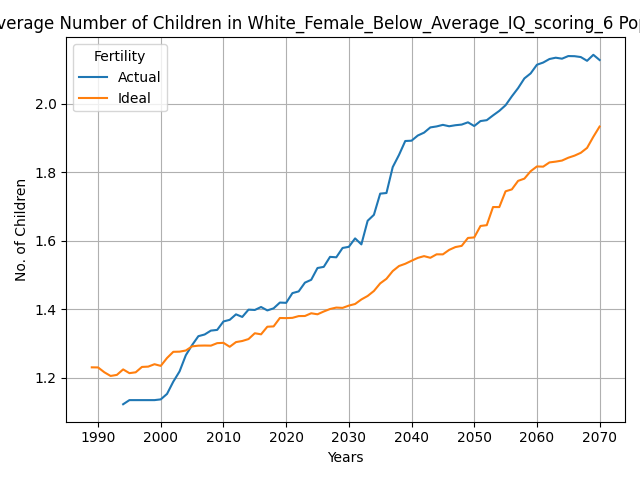 verage Number of Children in White_Female_Below_Average_IQ_scoring_6 Pop
Fertility
Actual
Ideal
No. of Children
2.0
1.8
1.6
1.4
1.2
1990 2000 2010 2020 2030 2040 2050 2060 2070
Years